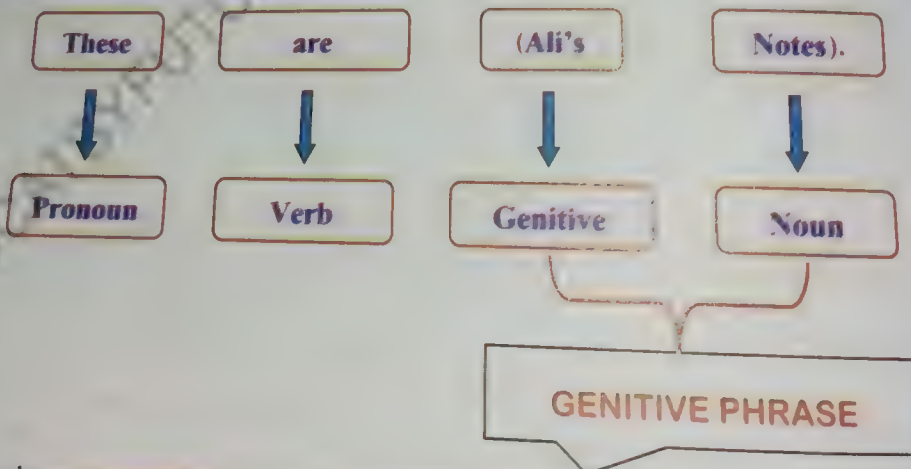 These are (Ali's Notes).
Pronoun Verb Genitive Noun
GENITIVE PHRASE